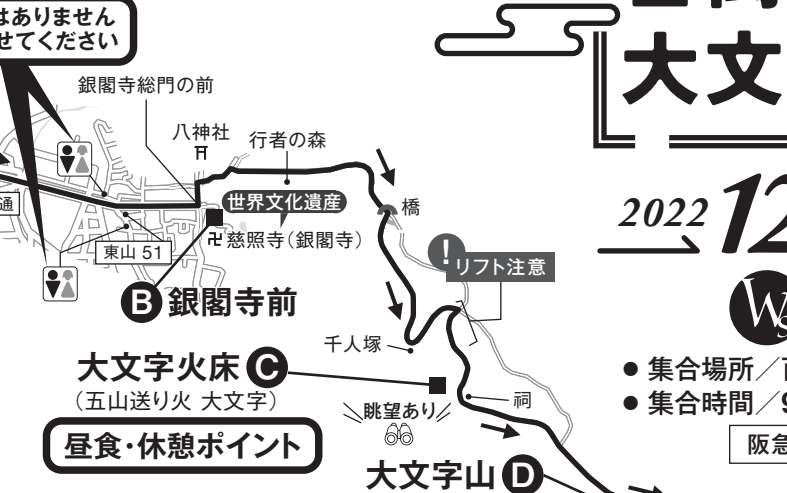 はありません
せてください
銀閣寺総門の前
八神社
行者の森
世界文化遺産
橋
慈照寺（銀閣寺）
通
東山 51
! リフト注意
B 銀閣寺前
千人塚
大文字火床 C
（五山送り火 大文字）
眺望あり
祠
昼食・休憩ポイント
大文字山 D
大文
2022 12
W
● 集合場所／
● 集合時間／9
阪急